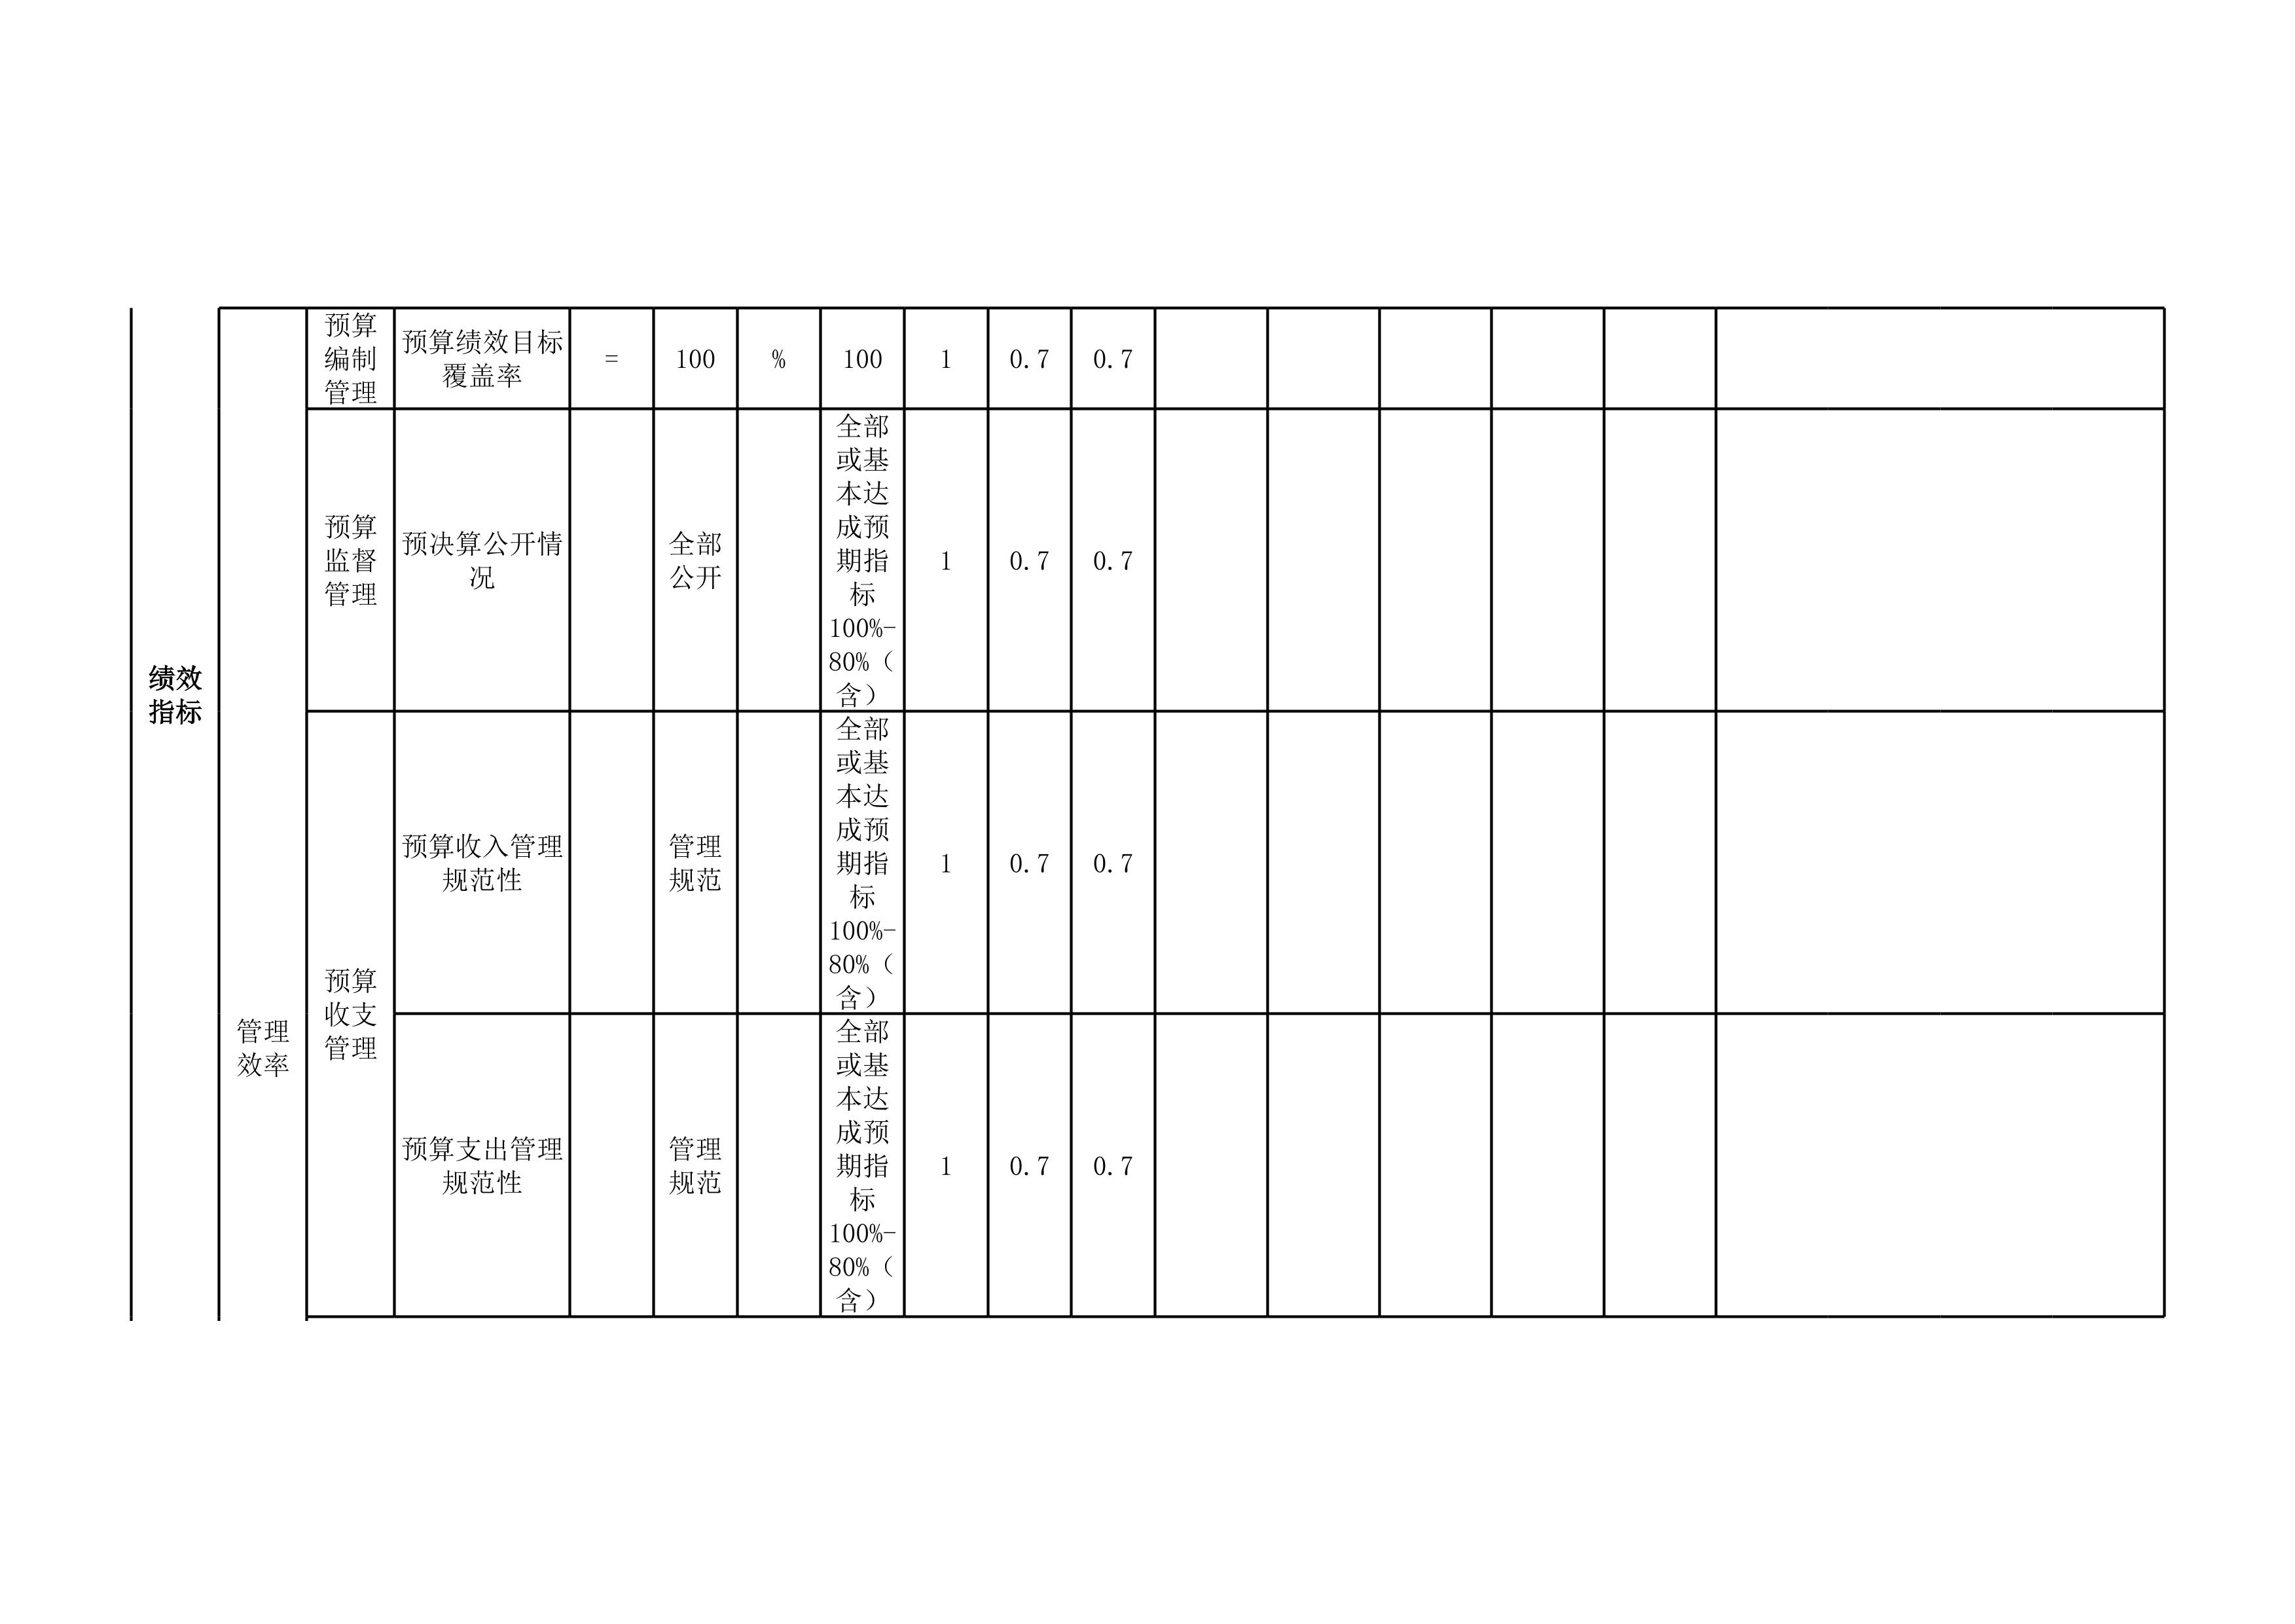 绩效
指标
管理
效率
预算
编制
管理
预算绩效目标
覆盖率
=
100
%
100
1
0.7
0.7
预算
监督
管理
预决算公开情
况
全部
公开
全部
或基
本达
成预
期指
标
100%-
80%（
含）
1
0.7
0.7
预算
收支
管理
预算收入管理
规范性
管理
规范
全部
或基
本达
成预
期指
标
100%-
80%（
含）
1
0.7
0.7
预算支出管理
规范性
管理
规范
全部
或基
本达
成预
期指
标
100%-
80%（
含）
1
0.7
0.7